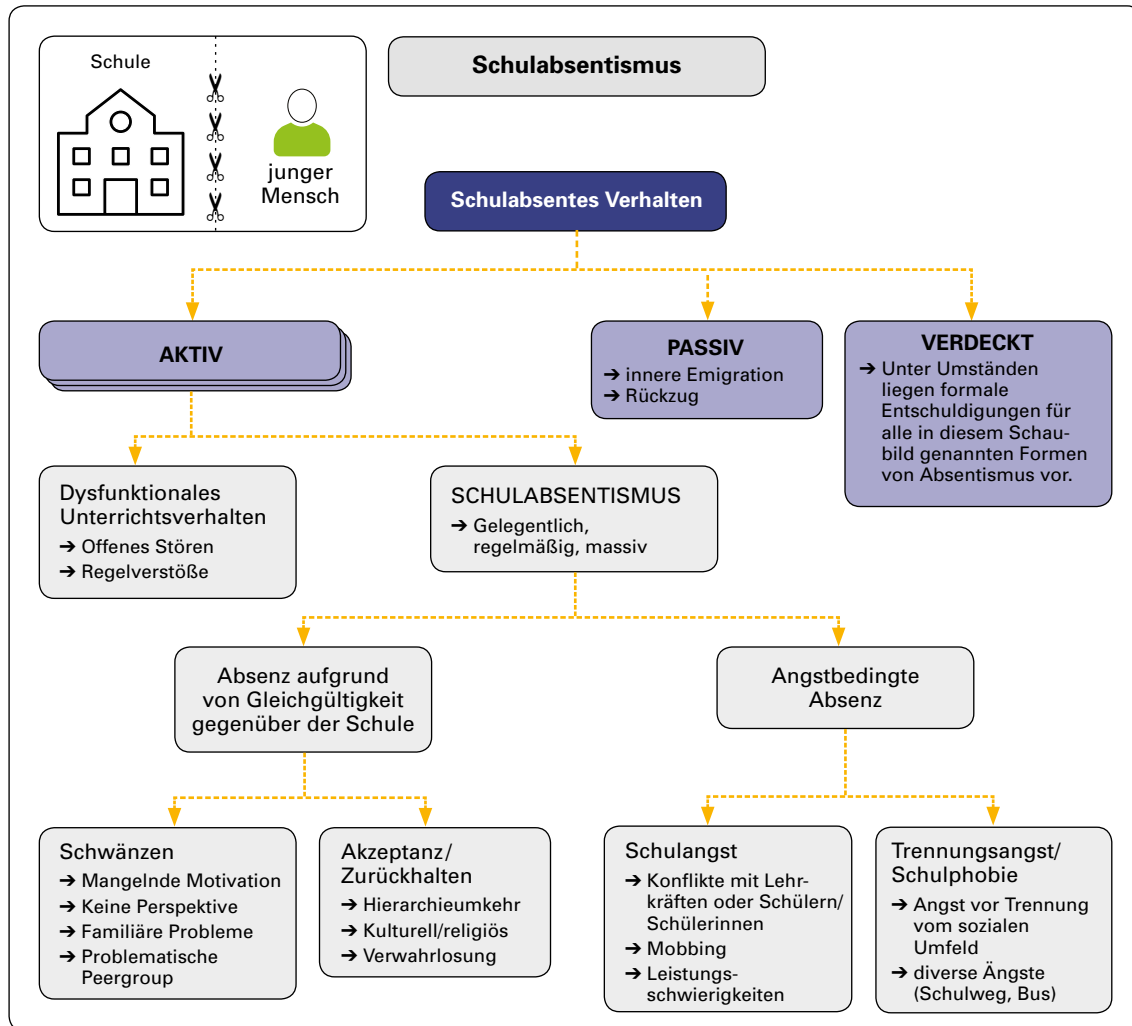 Schule
junger
Mensch
Schulabsentismus
Schulabsentes Verhalten
AKTIV
PASSIV
➔ innere Emigration
➔ Rückzug
VERDECKT
➔ Unter Umständen
liegen formale
Entschuldigungen für
alle in diesem Schau-
bild genannten Formen
von Absentismus vor.
Dysfunktionales
Unterrichtsverhalten
➔ Offenes Stören
➔ Regelverstöße
SCHULABSENTISMUS
➔ Gelegentlich,
regelmäßig, massiv
Absenz aufgrund
von Gleichgültigkeit
gegenüber der Schule
Angstbedingte
Absenz
Schwänzen
➔ Mangelnde Motivation
➔ Keine Perspektive
➔ Familiäre Probleme
➔ Problematische
Peergroup
Akzeptanz/
Zurückhalten
➔ Hierarchieumkehr
➔ Kulturell/religiös
➔ Verwahrlosung
Schulangst
➔ Konflikte mit Lehr-
kräften oder Schülern/
Schülerinnen
➔ Mobbing
➔ Leistungs-
schwierigkeiten
Trennungsangst/
Schulphobie
➔ Angst vor Trennung
vom sozialen
Umfeld
➔ diverse Ängste
(Schulweg, Bus)